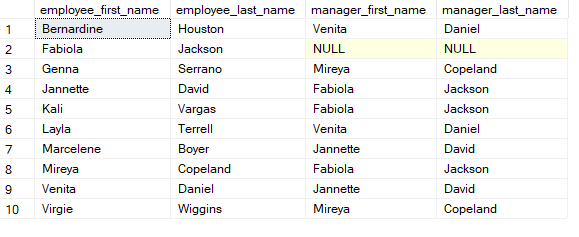 employee_first_name employee_last_name manager_first_name manager_last_name
1 Bernardine Houston Venita Daniel
2 Fabiola Jackson NULL NULL
3 Genna Serrano Mireya Copeland
4 Jannette David Fabiola Jackson
5 Kali Vargas Fabiola Jackson
6 Layla Terrell Venita Daniel
7 Marcelene Boyer Jannette David
8 Mireya Copeland Fabiola Jackson
9 Venita Daniel Jannette David
10 Virgie Wiggins Mireya Copeland